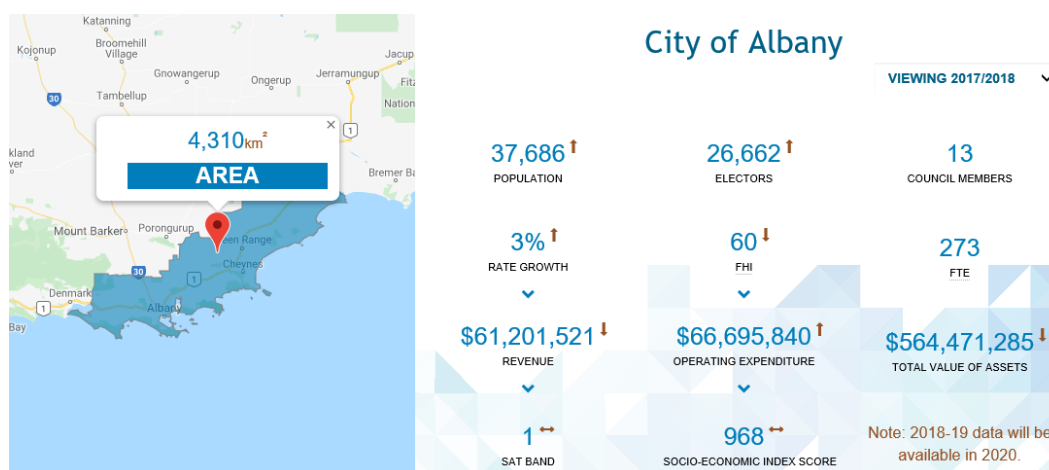 Katanning
Kojonup
Broomehill
Village
Jacup
Gnowangerup
Ongerup
Jerramungup
Fitz
30
Tambellup
Nation
4,310km²
×
AREA
1
kland
ver
Bremer Ba
Mount Barker
Porongurup
Green Range
30
Cheynes
1
Denmark
1
Albany
Bay
City of Albany
VIEWING 2017/2018
37,686
POPULATION
26,662
ELECTORS
13
COUNCIL MEMBERS
3%
RATE GROWTH
60
FHI
273
FTE
$61,201,521
REVENUE
$66,695,840
OPERATING EXPENDITURE
$564,471,285
TOTAL VALUE OF ASSETS
1
SAT BAND
968
SOCIO-ECONOMIC INDEX SCORE
Note: 2018-19 data will be
available in 2020.